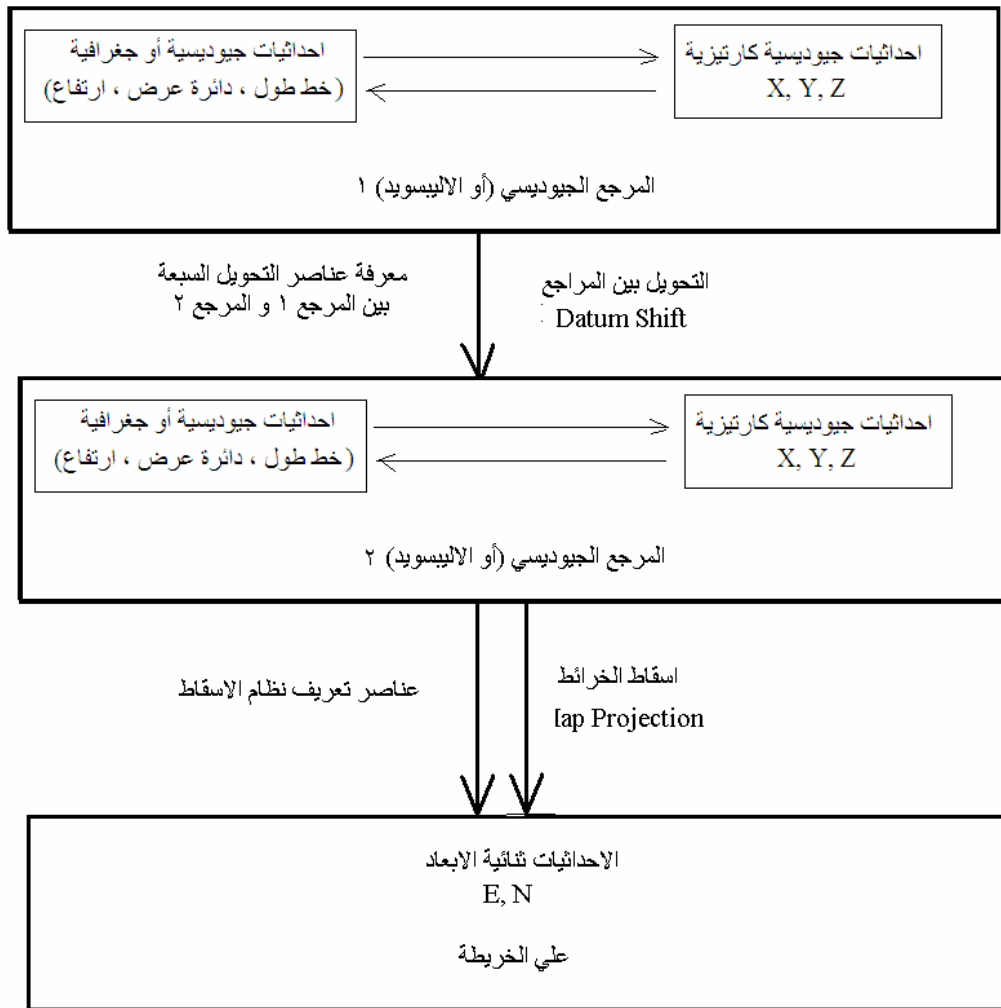 احداثيات جيوديسية أو جغرافية
(خط طول ، دائرة عرض ، ارتفاع)
احداثيات جيوديسية كارتيزية
X, Y, Z
المرجع الجيوديسي (أو الاليبسويد) ١
معرفة عناصر التحويل السبعة
بين المرجع ١ و المرجع ٢
التحويل بين المراجع
Datum Shift
احداثيات جيوديسية أو جغرافية
(خط طول ، دائرة عرض ، ارتفاع)
احداثيات جيوديسية كارتيزية
X, Y, Z
المرجع الجيوديسي (أو الاليبسويد) ٢
عناصر تعريف نظام الاسقاط
اسقاط الخرائط
ap Projection
الاحداثيات ثنائية الابعاد
E, N
علي الخريطة